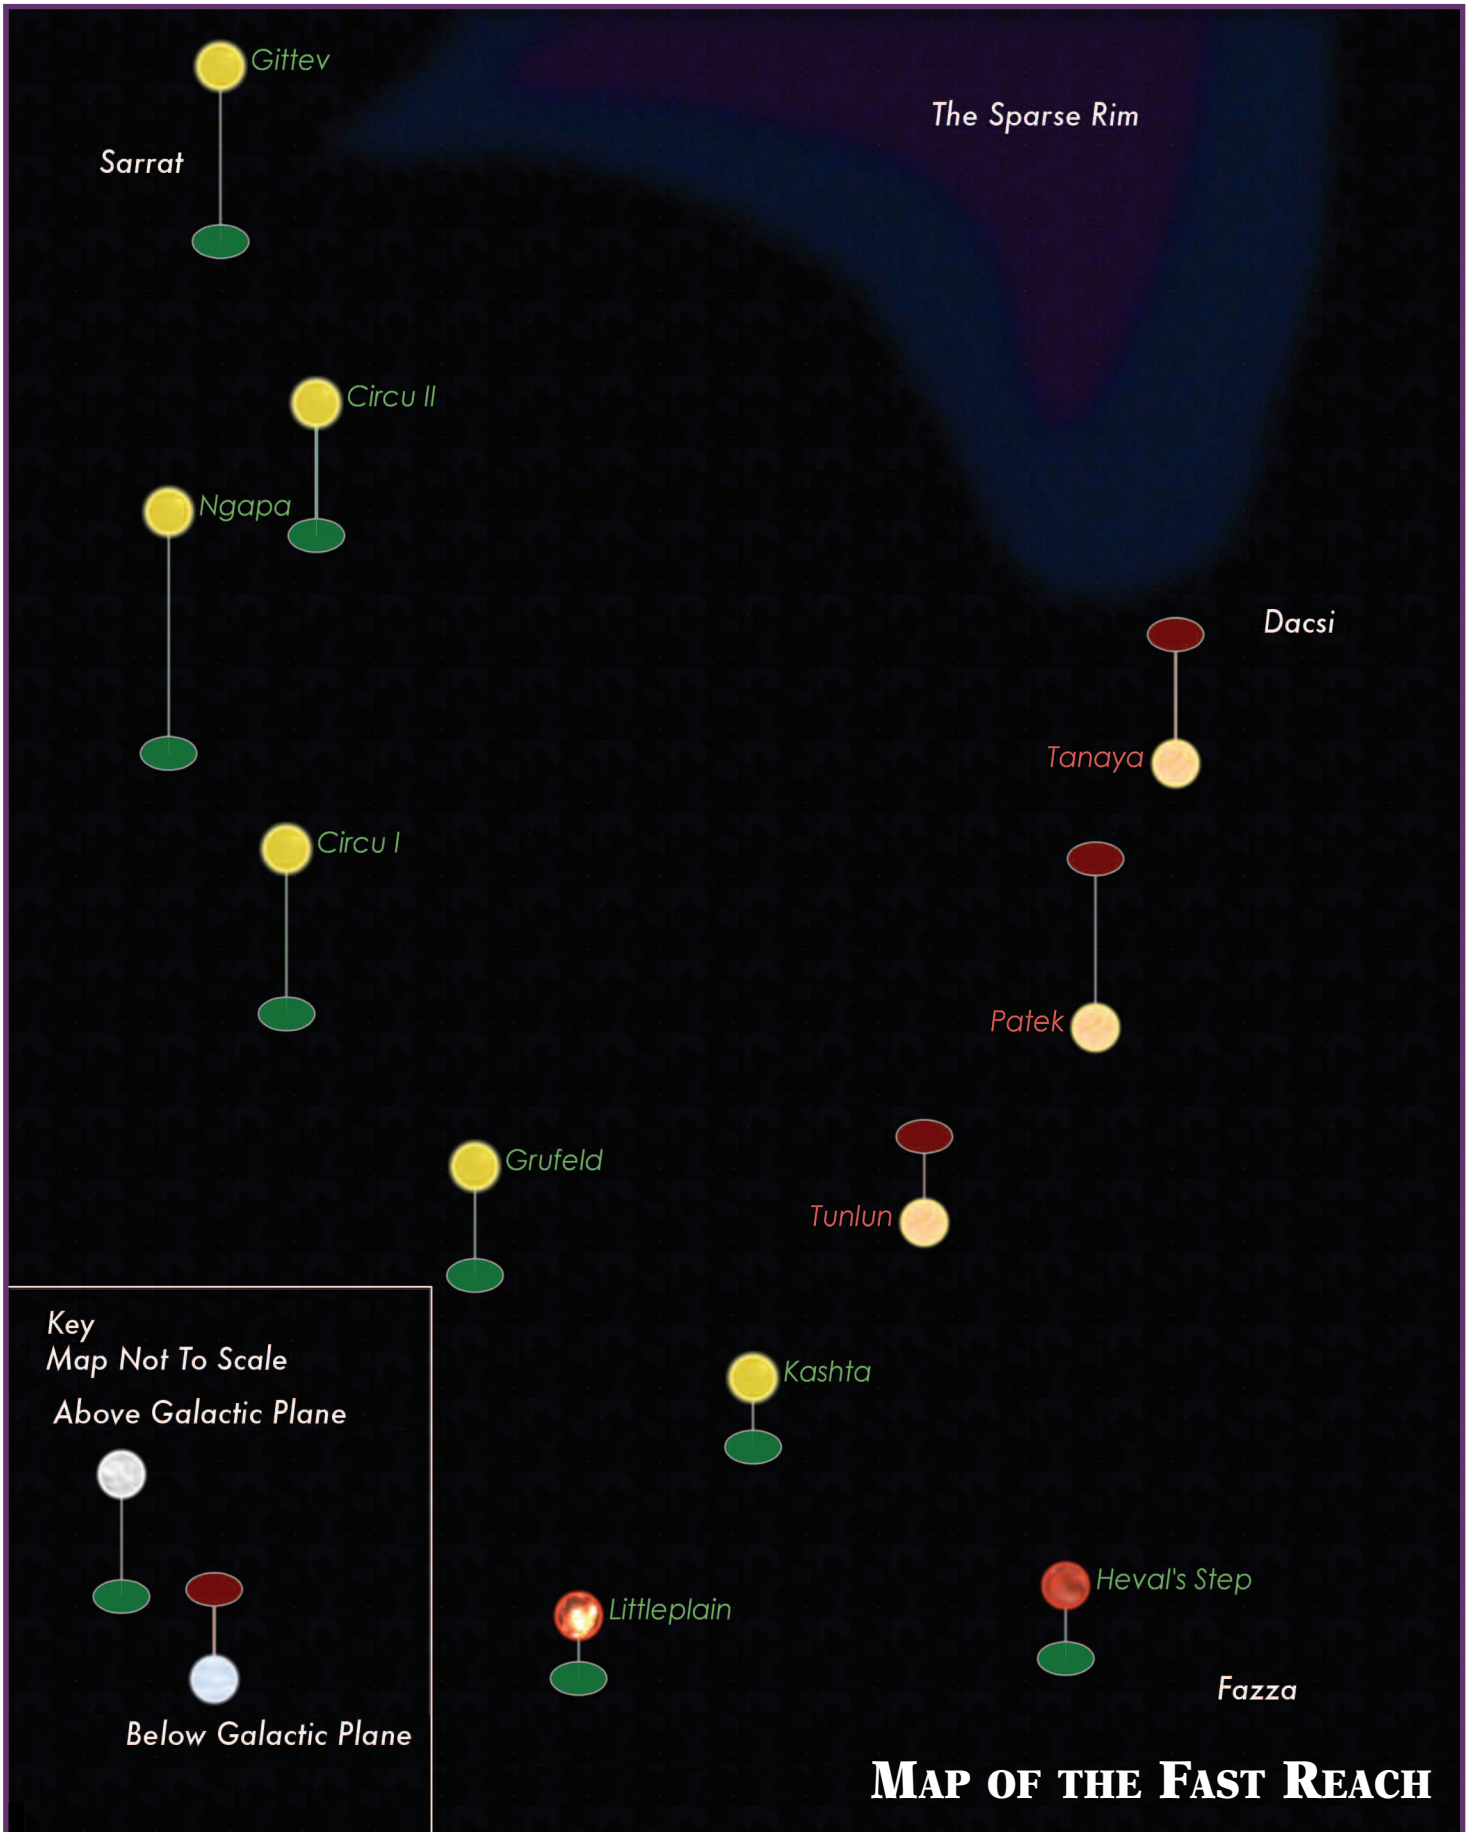 Gittev
The Sparse Rim
Sarrat
Circu II
Ngapa
Dacsi
Tanaya
Circu I
Patek
Grufeld
Tunlun
Key
Map Not To Scale
Above Galactic Plane
Kashta
Heval's Step
Littleplain
Fazza
Below Galactic Plane
MAP OF THE FAST REACH